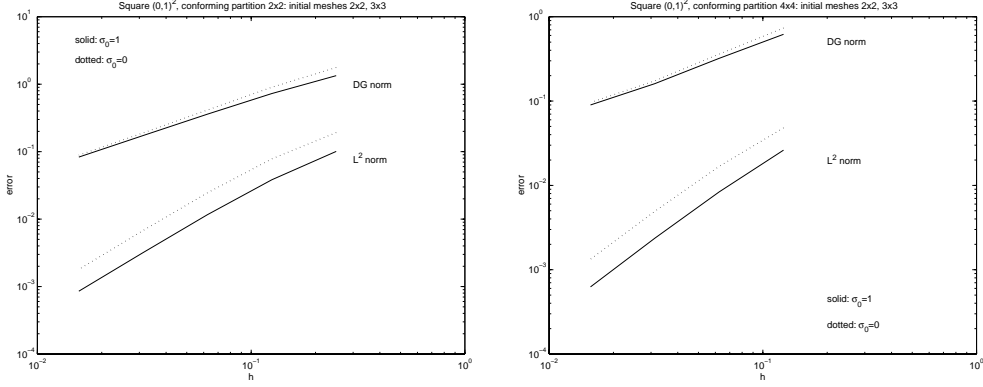 Square (0,1)², conforming partition 2x2: initial meshes 2x2, 3x3
10¹
10⁰
10⁻¹
10⁻²
10⁻³
10⁻⁴
error
solid: σ₀=1
dotted: σ₀=0
DG norm
L² norm
10⁻²
10⁻¹
10⁰
h
Square (0,1)², conforming partition 4x4: initial meshes 2x2, 3x3
10⁰
10⁻¹
10⁻²
10⁻³
10⁻⁴
error
DG norm
L² norm
solid: σ₀=1
dotted: σ₀=0
10⁻²
10⁻¹
10⁰
h